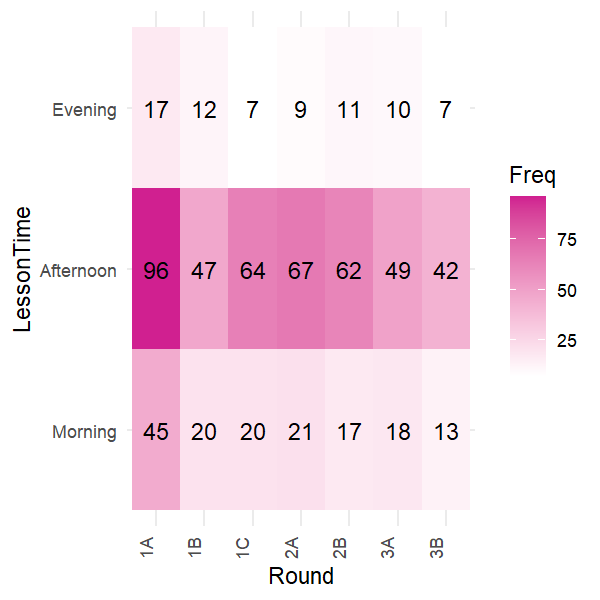 Evening 17 12 7 9 11 10 7
Freq
LessonTime
Afternoon 96 47 64 67 62 49 42
75
50
25
Morning 45 20 20 21 17 18 13
1A 1B 1C 2A 2B 3A 3B
Round